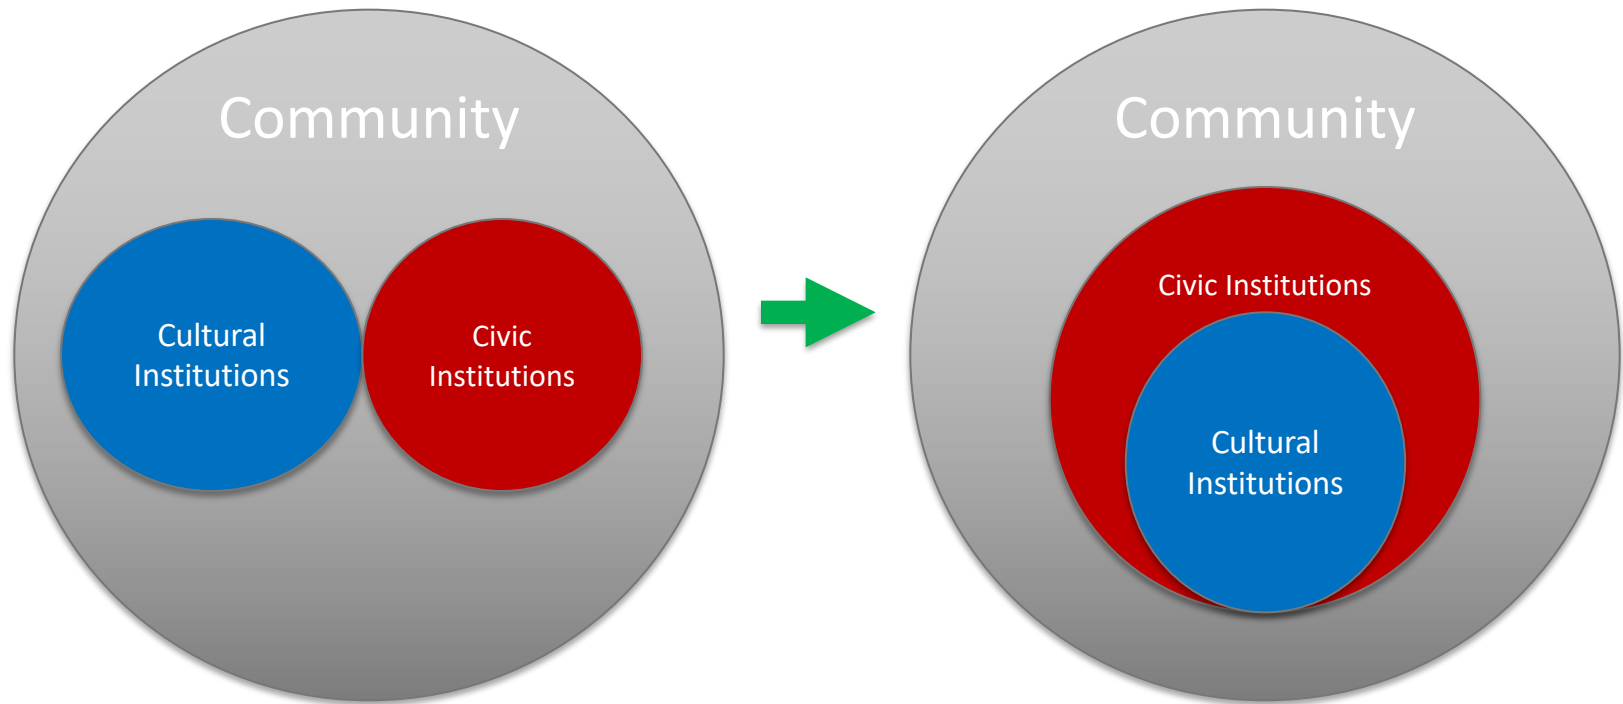 Community
Cultural
Institutions
Civic
Institutions
Community
Civic Institutions
Cultural
Institutions